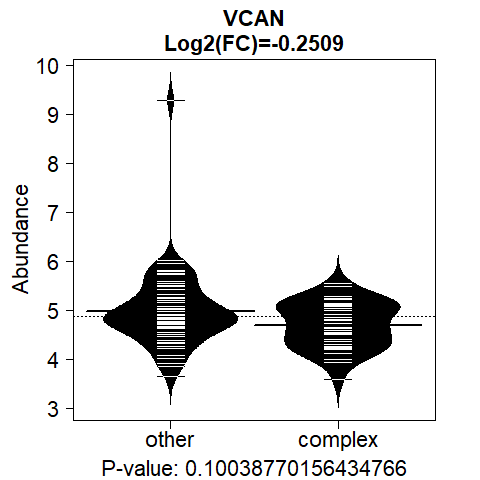 VCAN
Log2(FC)=-0.2509
10
9
8
7
6
5
4
3
Abundance
other complex
P-value: 0.10038770156434766